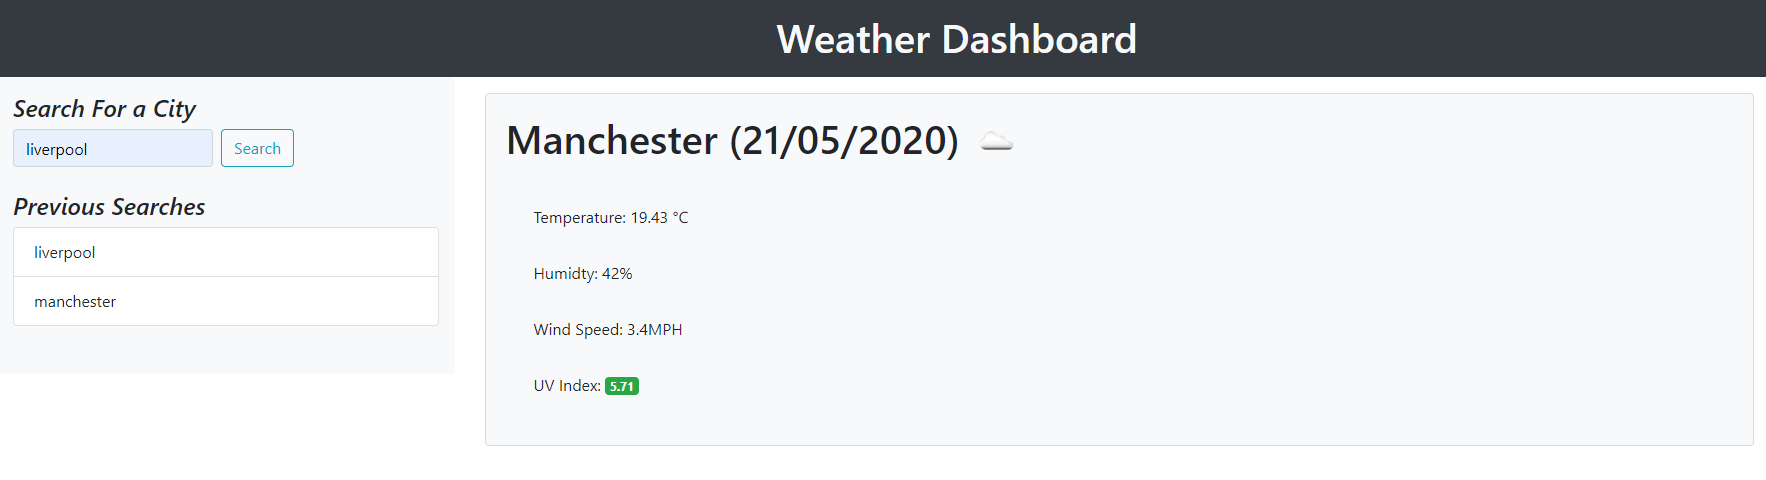 Weather Dashboard
Search For a City
liverpool
Search
Previous Searches
liverpool
manchester
Manchester (21/05/2020)
Temperature: 19.43 °C
Humidty: 42%
Wind Speed: 3.4MPH
UV Index: 5.71